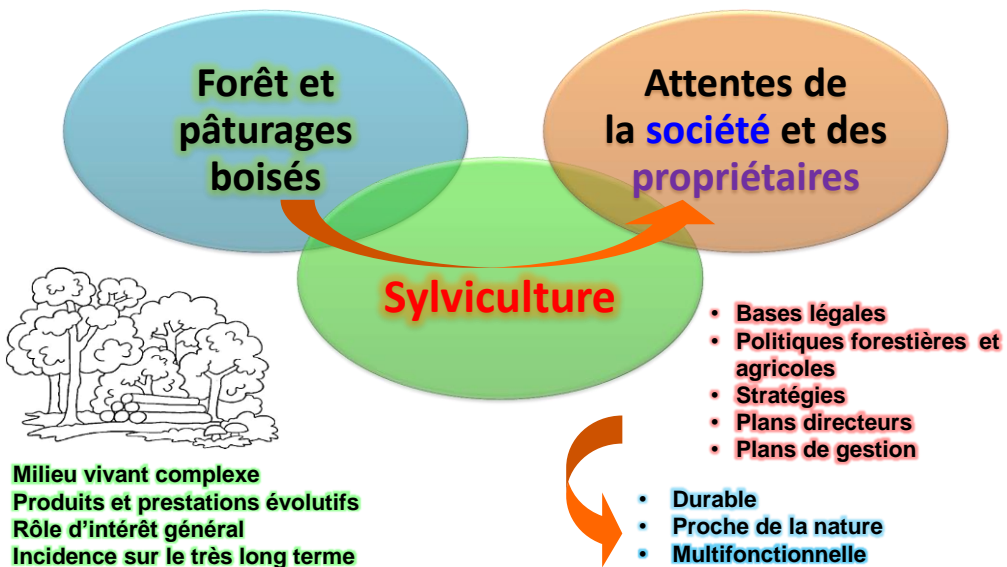 Forêt et
pâturages
boisés
Attentes de
la société et des
propriétaires
Sylviculture
• Bases légales
• Politiques forestières et
agricoles
• Stratégies
• Plans directeurs
• Plans de gestion
Milieu vivant complexe
Produits et prestations évolutifs
Rôle d'intérêt général
Incidence sur le très long terme
• Durable
• Proche de la nature
• Multifonctionnelle